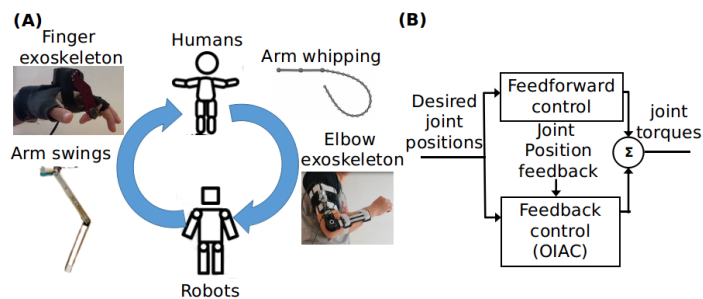 (A)
Finger
exoskeleton
Humans
Arm whipping
Arm swings
Elbow
exoskeleton
Robots
(B)
Desired
joint
positions
Feedforward
control
Joint
Position
feedback
Feedback
control
(OIAC)
Σ
joint
torques